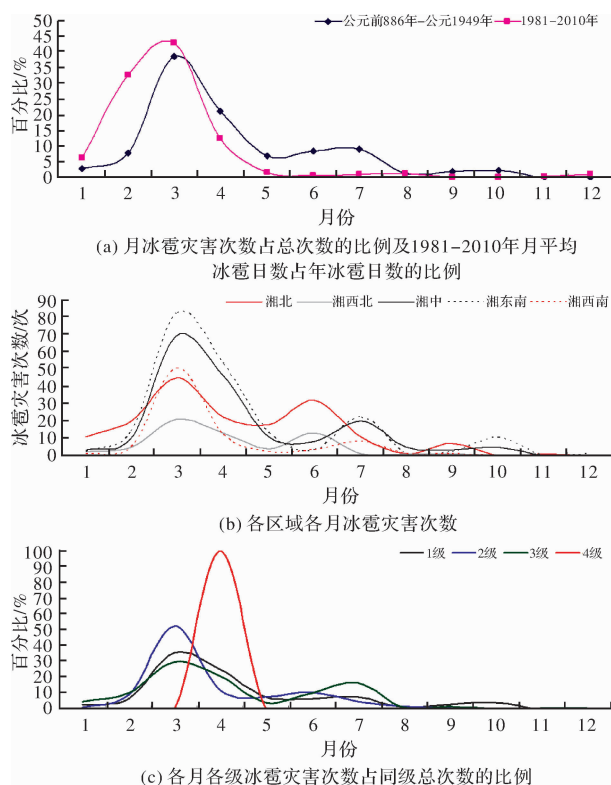 公元前886年-公元1949年 1981-2010年
百分比/%
50
45
40
35
30
25
20
15
10
5
0
1 2 3 4 5 6 7 8 9 10 11 12
月份
(a) 月冰雹灾害次数占总次数的比例及1981-2010年月平均
冰雹日数占年冰雹日数的比例
湘北 湘西北 湘中 湘东南 湘西南
冰雹灾害次数/次
90
80
70
60
50
40
30
20
10
0
1 2 3 4 5 6 7 8 9 10 11 12
月份
(b) 各区域各月冰雹灾害次数
1级 2级 3级 4级
百分比/%
100
90
80
70
60
50
40
30
20
10
0
1 2 3 4 5 6 7 8 9 10 11 12
月份
(c) 各月各级冰雹灾害次数占同级总次数的比例